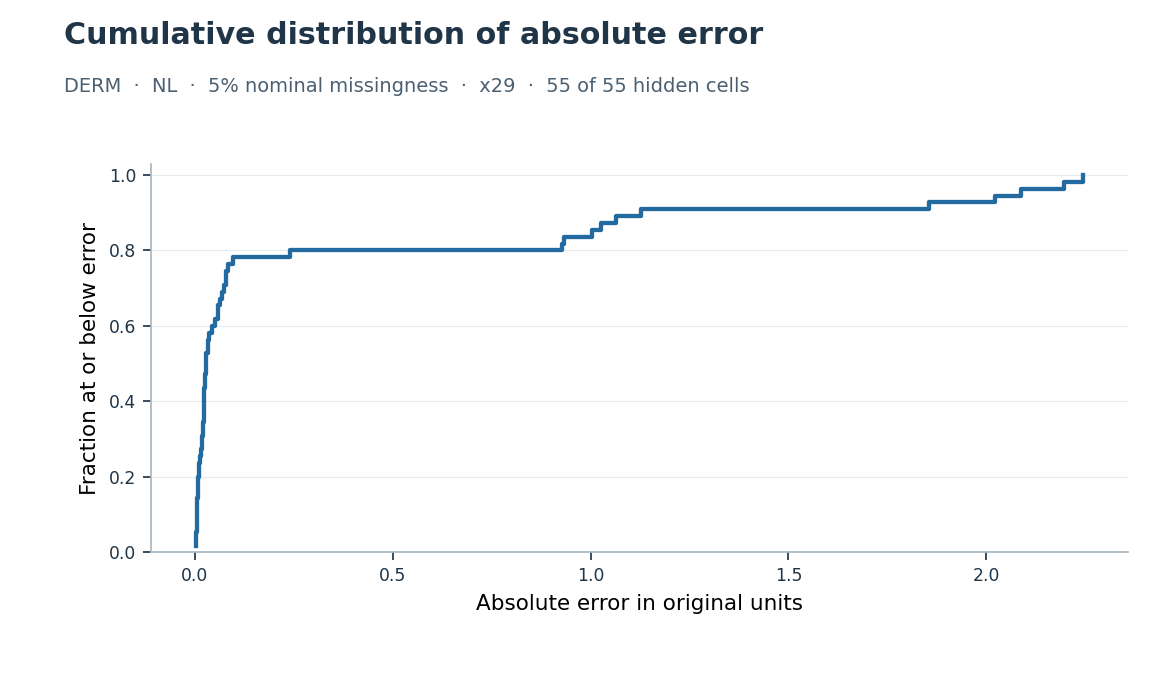 Cumulative distribution of absolute error
DERM · NL · 5% nominal missingness · x29 · 55 of 55 hidden cells
1.0
0.8
0.6
0.4
0.2
0.0
Fraction at or below error
0.0 0.5 1.0 1.5 2.0
Absolute error in original units